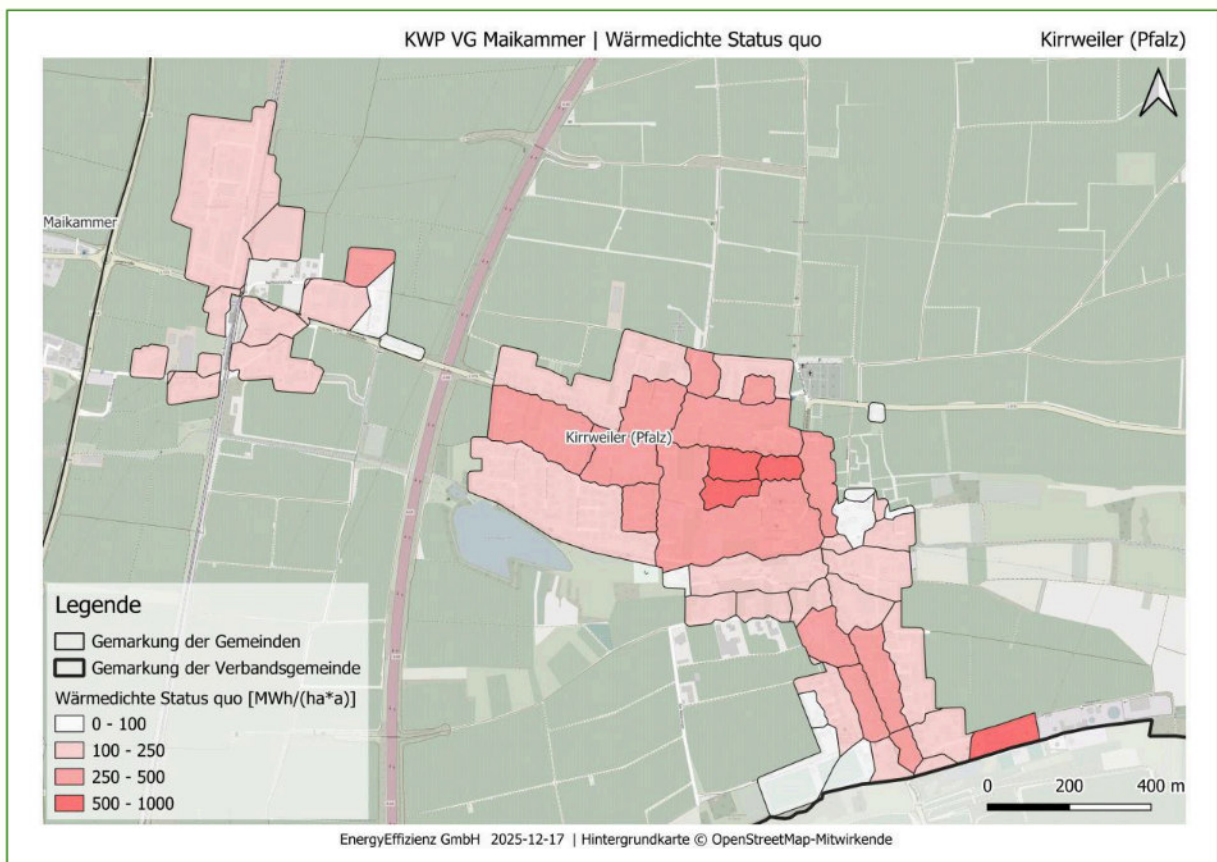 KWP VG Maikammer | Wärmedichte Status quo
Kirrweiler (Pfalz)
Maikammer
Kirrweiler (Pfalz)
Legende
Gemarkung der Gemeinden
Gemarkung der Verbandsgemeinde
Wärmedichte Status quo [MWh/(ha*a)]
0 - 100
100 - 250
250 - 500
500 - 1000
0 200 400 m
EnergyEffizienz GmbH 2025-12-17 | Hintergrundkarte © OpenStreetMap-Mitwirkende